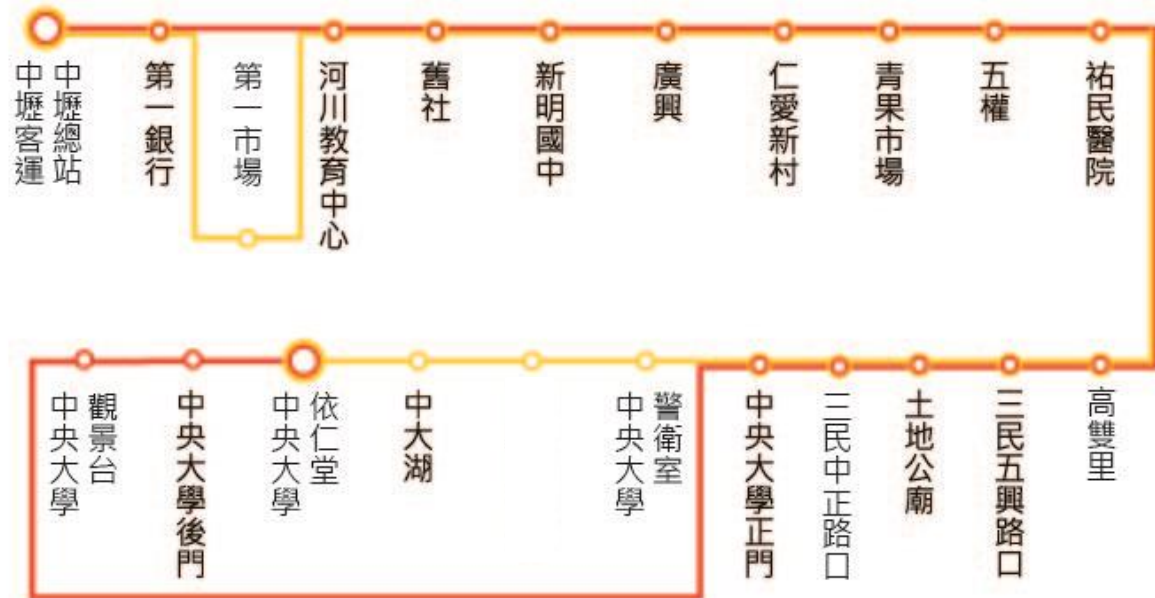 中壢總站
中壢客運
第一銀行
第一市場
河川教育中心
舊社
新明國中
廣興
仁愛新村
青果市場
五權
祐民醫院
觀景台
中央大學
中央大學後門
依仁堂
中央大學
中大湖
警衛室
中央大學
中央大學正門
三民中正路口
土地公廟
三民五興路口
高雙里